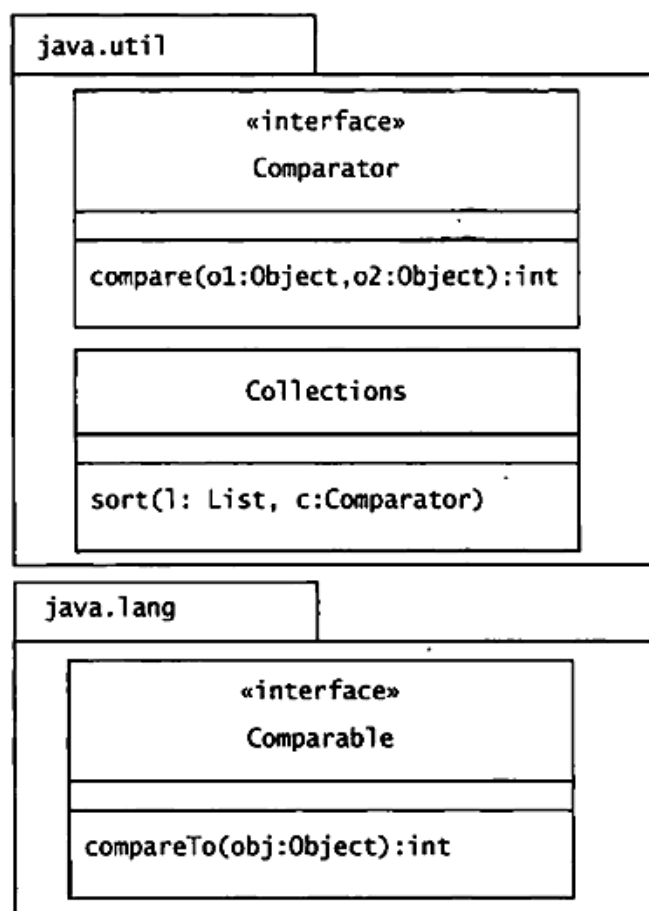 java.util
«interface»
Comparator
compare(o1:Object,o2:Object):int
Collections
sort(l: List, c:Comparator)
java.lang
«interface»
Comparable
compareTo(obj:Object):int